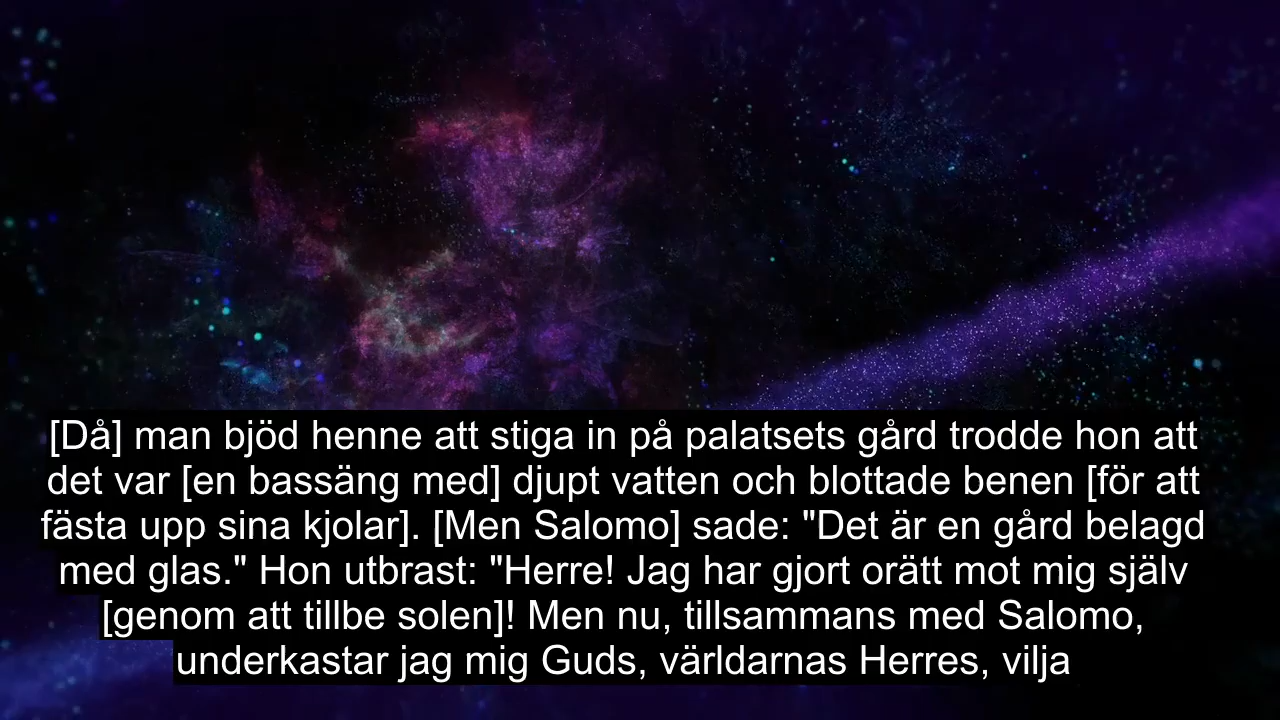 [Då] man bjöd henne att stiga in på palatsets gård trodde hon att
det var [en bassäng med] djupt vatten och blottade benen [för att
fästa upp sina kjolar]. [Men Salomo] sade: "Det är en gård belagd
med glas." Hon utbrast: "Herre! Jag har gjort orätt mot mig själv
[genom att tillbe solen]! Men nu, tillsammans med Salomo,
underkastar jag mig Guds, världarnas Herres, vilja